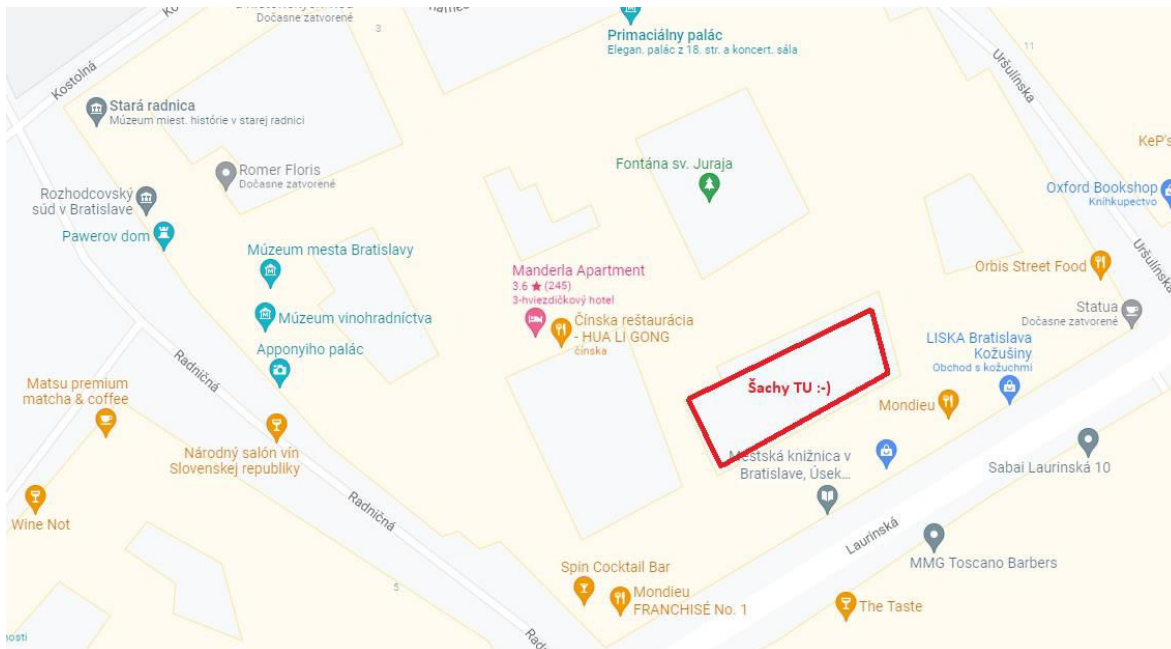 Dočasne zatvorené
3
Primaciálny palác
Elegan. palác z 18. str. a koncert. sála
11
Uršulínska
Kostolná
Stará radnica
Múzeum miest. histórie v starej radnici
KeP's
Fontána sv. Juraja
Romer Floris
Dočasne zatvorené
Rozhodcovský
súd v Bratislave
Oxford Bookshop
Kníhkupectvo
Pawerov dom
Uršulínska
Múzeum mesta Bratislavy
Orbis Street Food
Manderla Apartment
3.6 ★ (245)
3-hviezdičkový hotel
Statua
Dočasne zatvorené
Múzeum vinohradníctva
Čínska reštaurácia
- HUA LI GONG
čínska
LISKA Bratislava
Kožušiny
Obchod s kožuchmi
Apponyiho palác
Radničná
Matsu premium
matcha & coffee
Šachy TU :-)
Mondieu
Národný salón vín
Slovenskej republiky
Mestská knižnica v
Bratislave, Úsek...
Sabai Laurinská 10
Radničná
Wine Not
Laurinská
MMG Toscano Barbers
Spin Cocktail Bar
5
Mondieu
FRANCHISÉ No. 1
The Taste
Rad
nosti